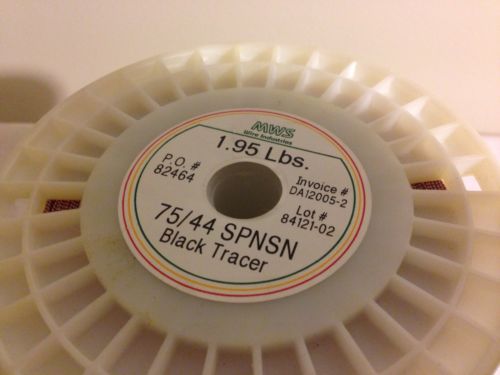 MWS
Wire Industries
1.95 Lbs.
P.O. #
82464
Invoice #
DA12005-2
Lot #
84121-02
75/44 SPNSN
Black Tracer